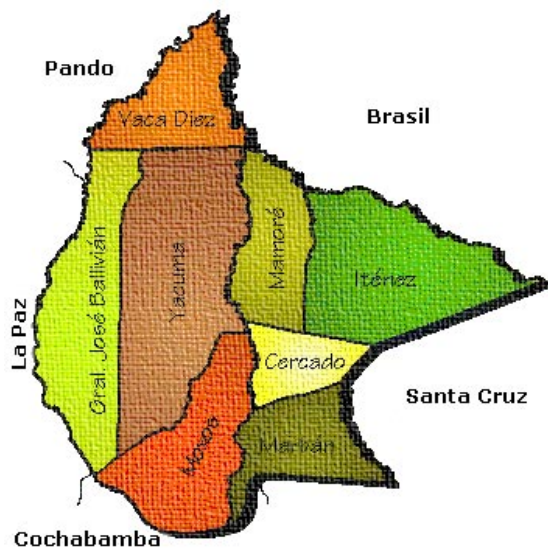 Pando
Vaca Diez
Brasil
Gral. José Ballivián
Yacuma
Mamoré
Iténez
La Paz
Cercado
Santa Cruz
Moxos
Marbán
Cochabamba